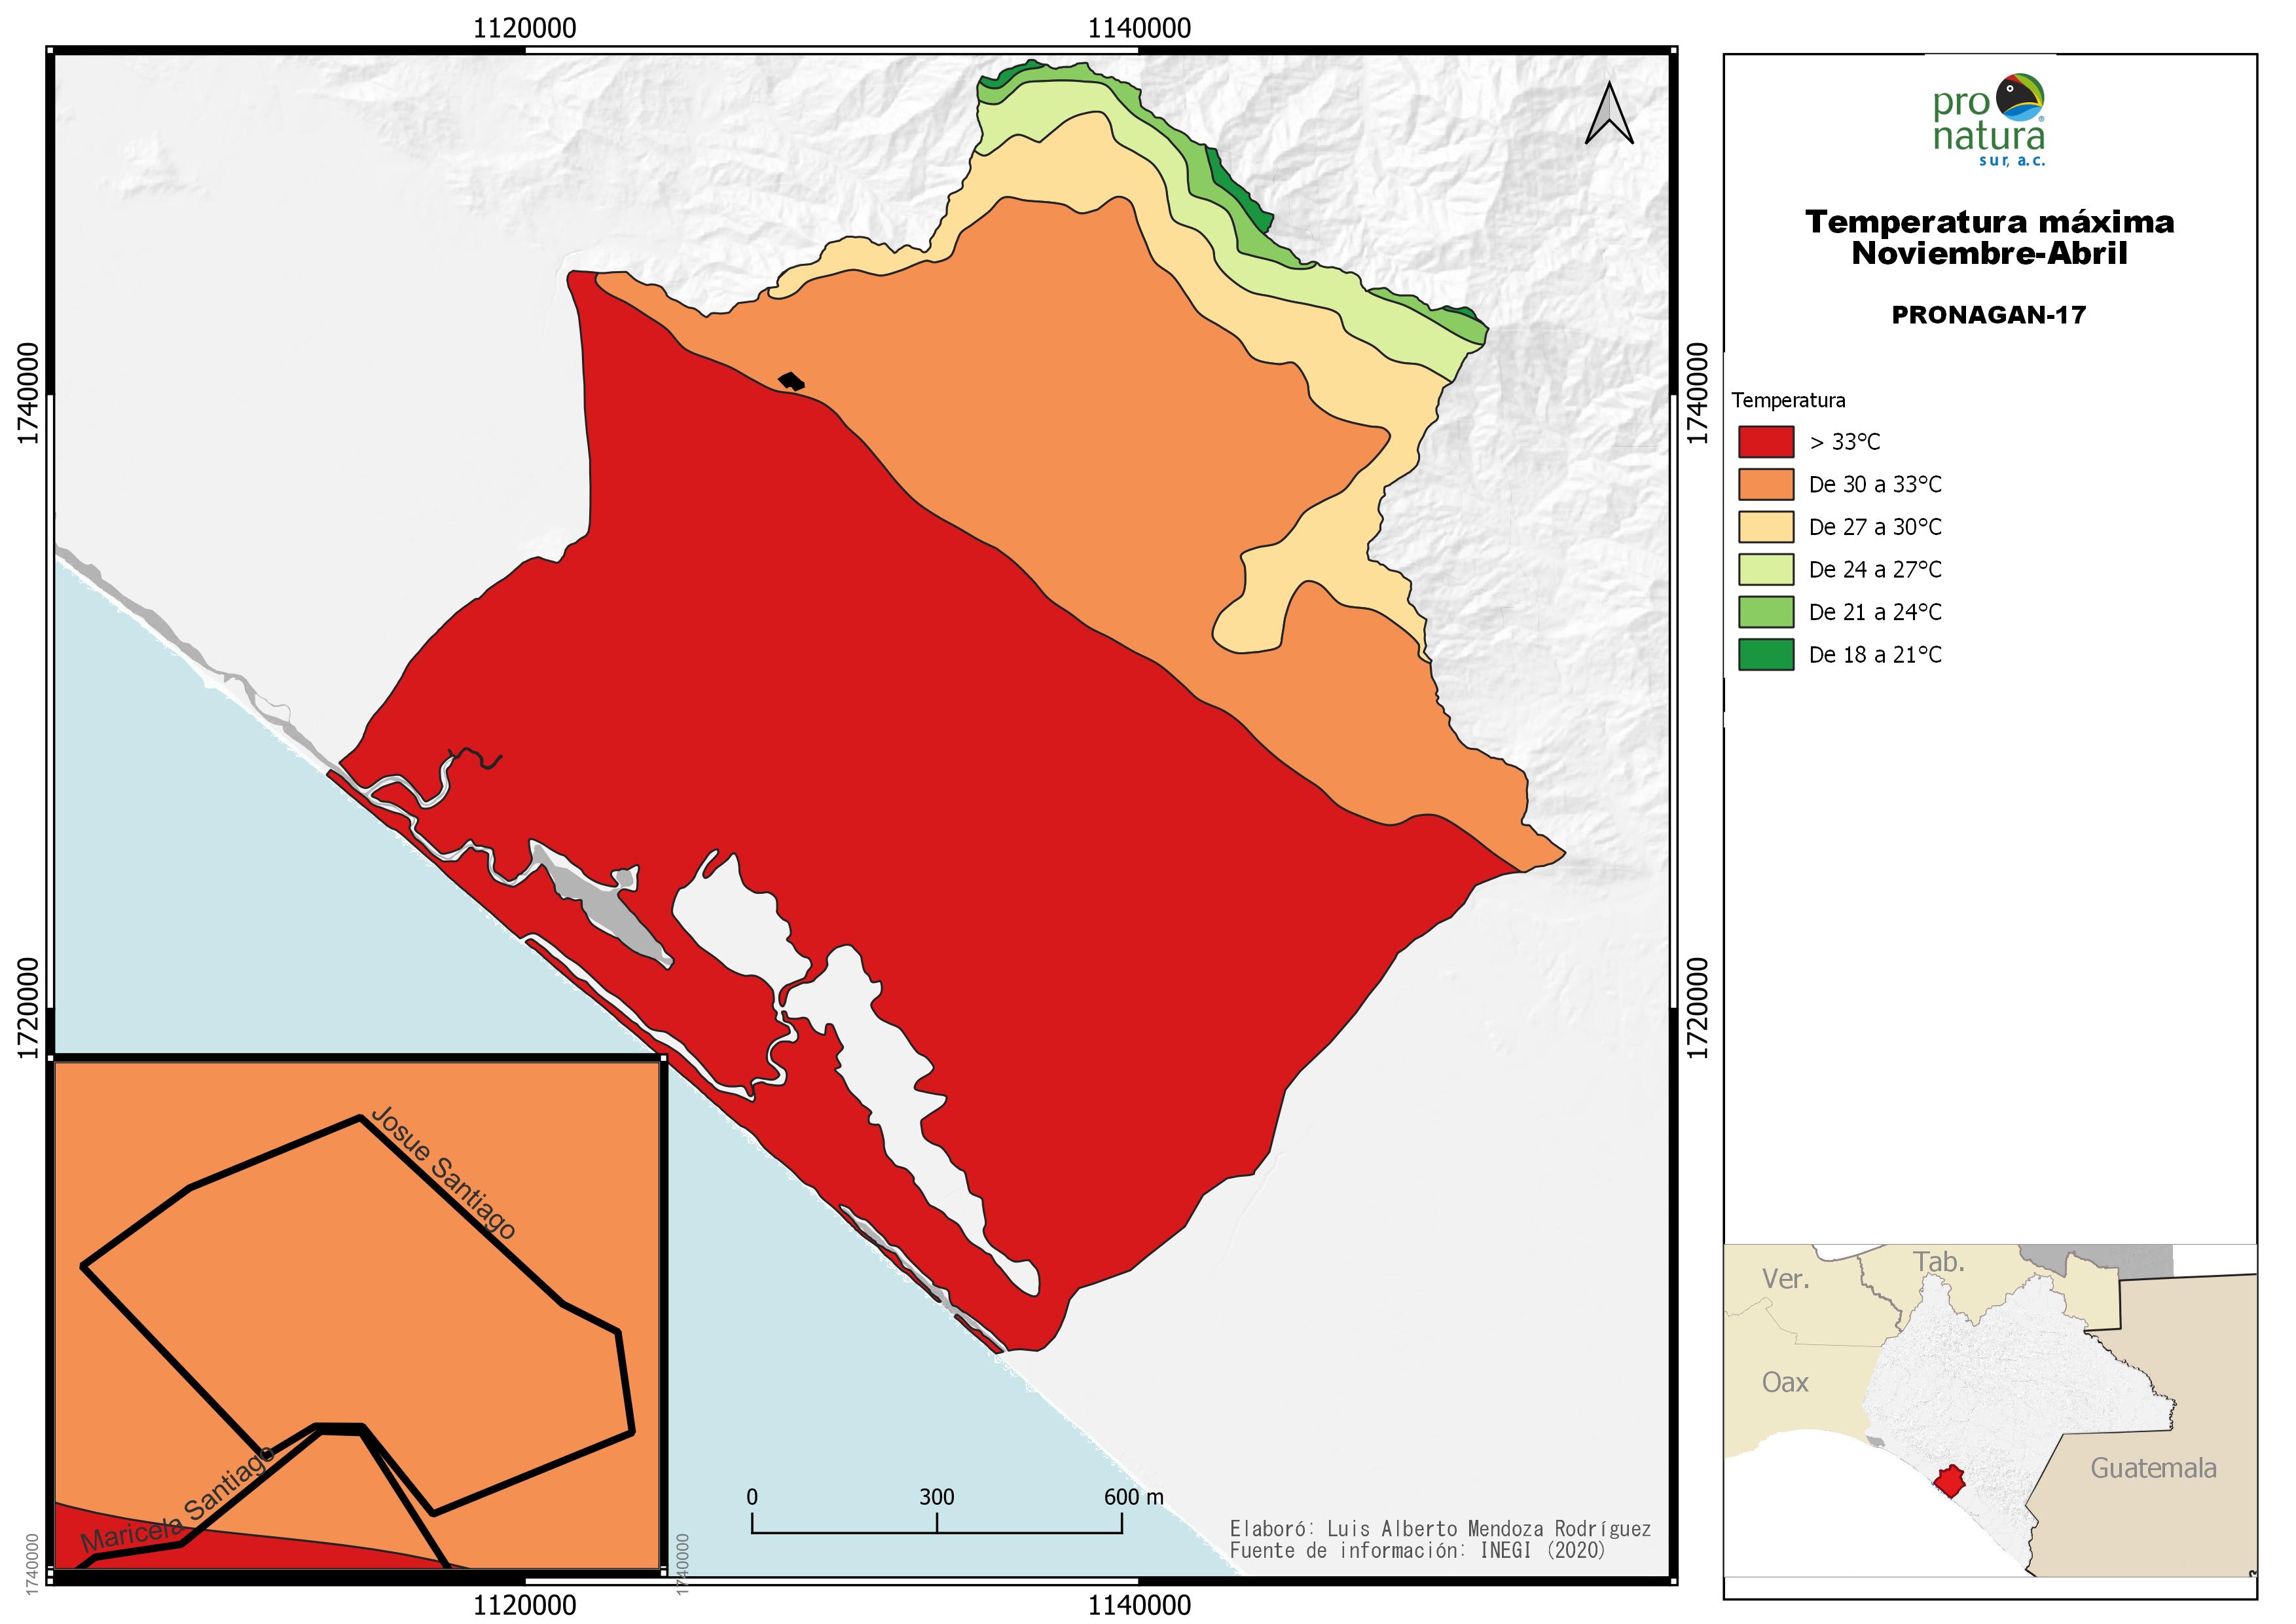 1120000
1140000
1740000
1740000
1720000
1720000
1120000
1140000
Josue Santiago
Maricela Santiago
1740000
1740000
0
300
600 m
Elaboró: Luis Alberto Mendoza Rodríguez
Fuente de información: INEGI (2020)
pro
natura
sur, a.c.
Temperatura máxima
Noviembre-Abril
PRONAGAN-17
Temperatura
> 33°C
De 30 a 33°C
De 27 a 30°C
De 24 a 27°C
De 21 a 24°C
De 18 a 21°C
Ver.
Tab.
Oax
Guatemala